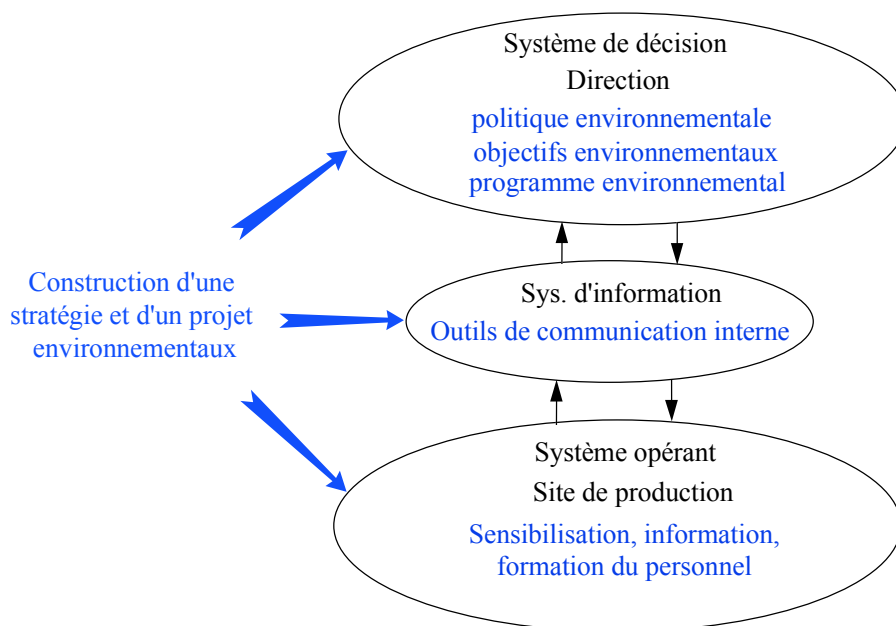 Système de décision
Direction
politique environnementale
objectifs environnementaux
programme environnemental
Construction d'une
stratégie et d'un projet
environnementaux
Sys. d'information
Outils de communication interne
Système opérant
Site de production
Sensibilisation, information,
formation du personnel